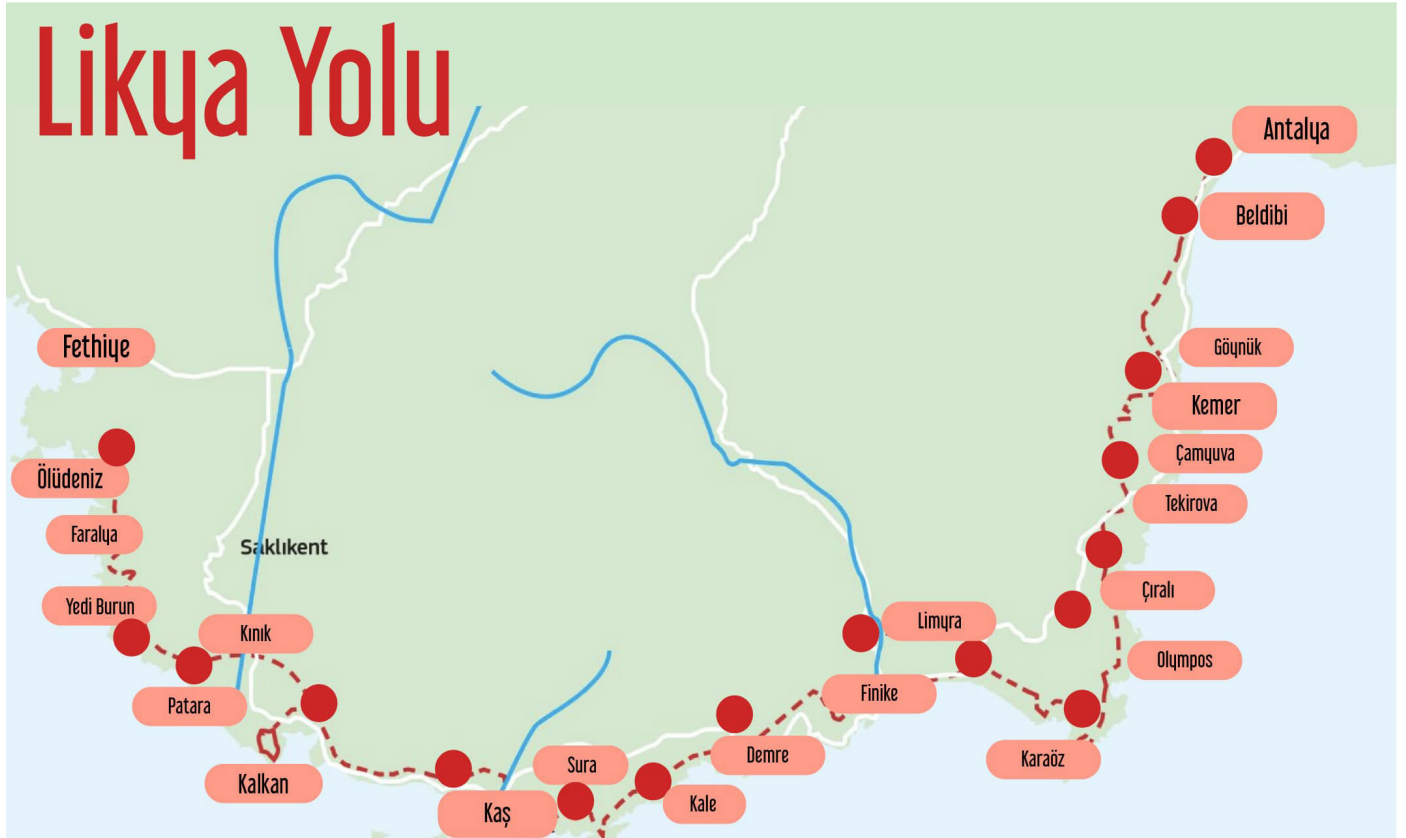 Likya Yolu
Antalya
Beldibi
Fethiye
Göynük
Kemer
Çamyuva
Ölüdeniz
Tekirova
Faralya
Saklıkent
Çıralı
Yedi Burun
Kınık
Limyra
Olympos
Patara
Finike
Karaöz
Demre
Sura
Kalkan
Kale
Kaş